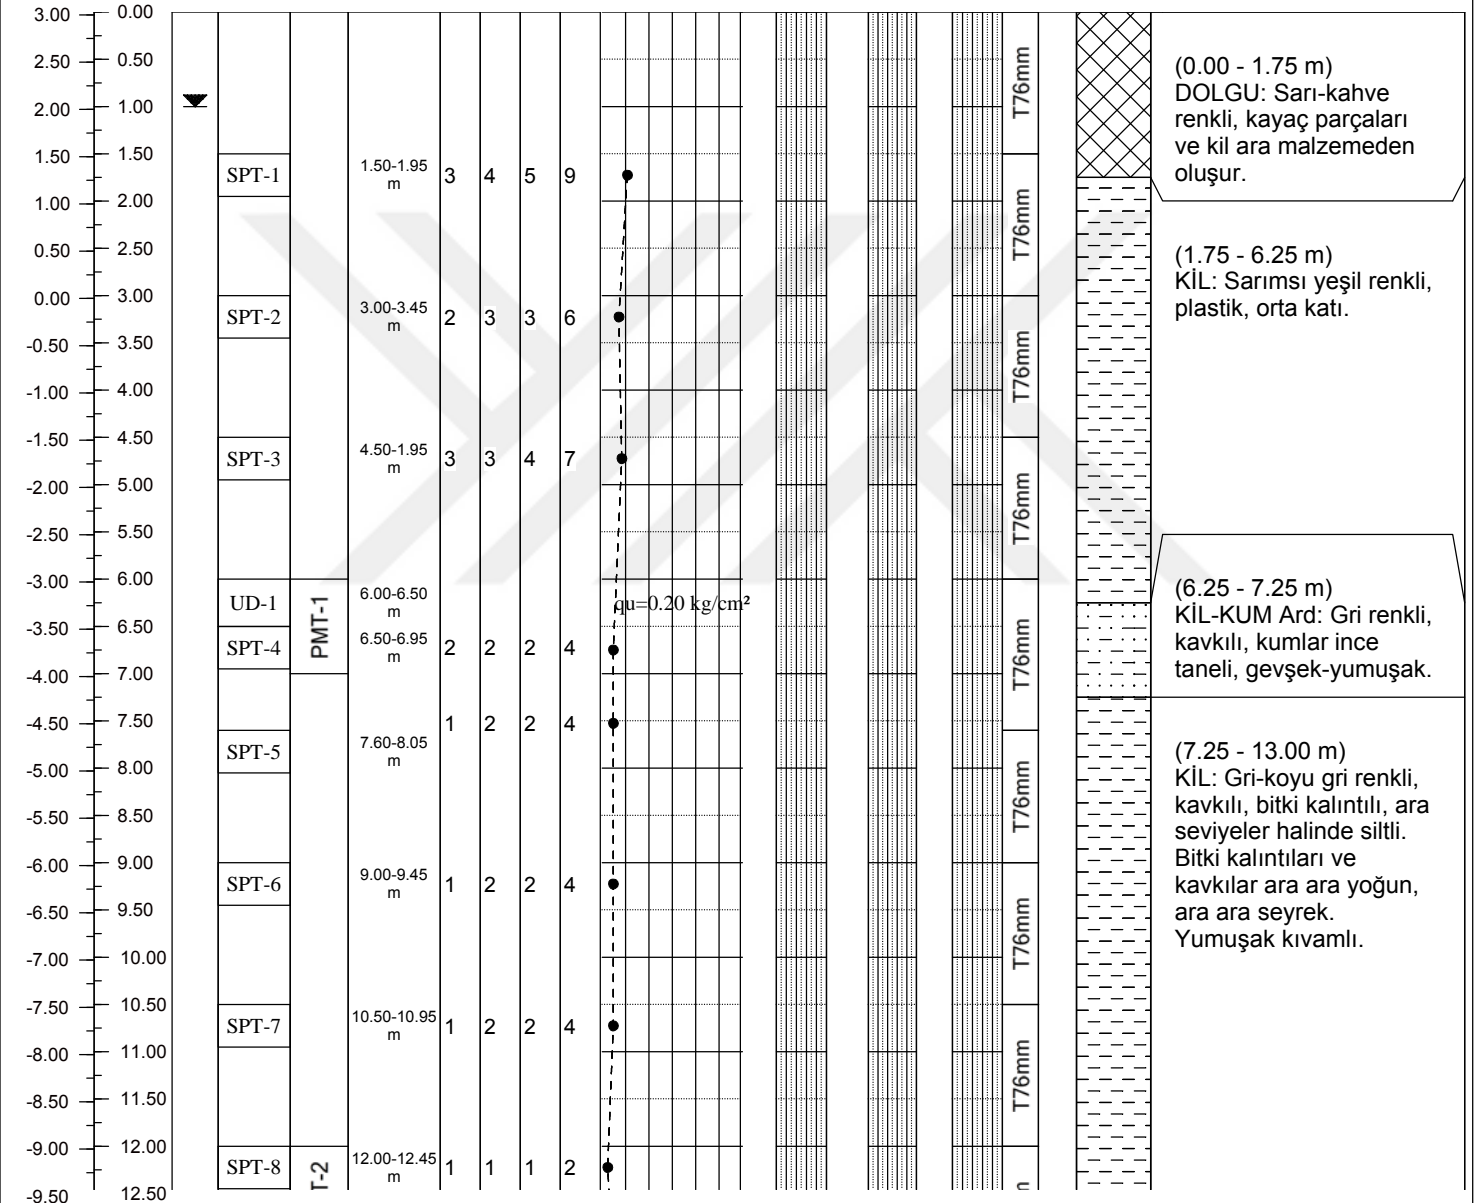 3.00 0.00
2.50 0.50
2.00 1.00
1.50 1.50
1.00 2.00
0.50 2.50
0.00 3.00
-0.50 3.50
-1.00 4.00
-1.50 4.50
-2.00 5.00
-2.50 5.50
-3.00 6.00
-3.50 6.50
-4.00 7.00
-4.50 7.50
-5.00 8.00
-5.50 8.50
-6.00 9.00
-6.50 9.50
-7.00 10.00
-7.50 10.50
-8.00 11.00
-8.50 11.50
-9.00 12.00
-9.50 12.50
SPT-1 1.50-1.95 m 3 4 5 9
SPT-2 3.00-3.45 m 2 3 3 6
SPT-3 4.50-1.95 m 3 3 4 7
UD-1 6.00-6.50 m qu=0.20 kg/cm²
PMT-1
SPT-4 6.50-6.95 m 2 2 2 4
1 2 2 4
SPT-5 7.60-8.05 m
SPT-6 9.00-9.45 m 1 2 2 4
SPT-7 10.50-10.95 m 1 2 2 4
SPT-8 12.00-12.45 m 1 1 1 2
T-2
T76mm
T76mm
T76mm
T76mm
T76mm
T76mm
T76mm
T76mm
(0.00 - 1.75 m)
DOLGU: Sarı-kahve
renkli, kayaç parçaları
ve kil ara malzemeden
oluşur.
(1.75 - 6.25 m)
KİL: Sarımsı yeşil renkli,
plastik, orta katı.
(6.25 - 7.25 m)
KİL-KUM Ard: Gri renkli,
kavkılı, kumlar ince
taneli, gevşek-yumuşak.
(7.25 - 13.00 m)
KİL: Gri-koyu gri renkli,
kavkılı, bitki kalıntılı, ara
seviyeler halinde siltli.
Bitki kalıntıları ve
kavkılar ara ara yoğun,
ara ara seyrek.
Yumuşak kıvamlı.